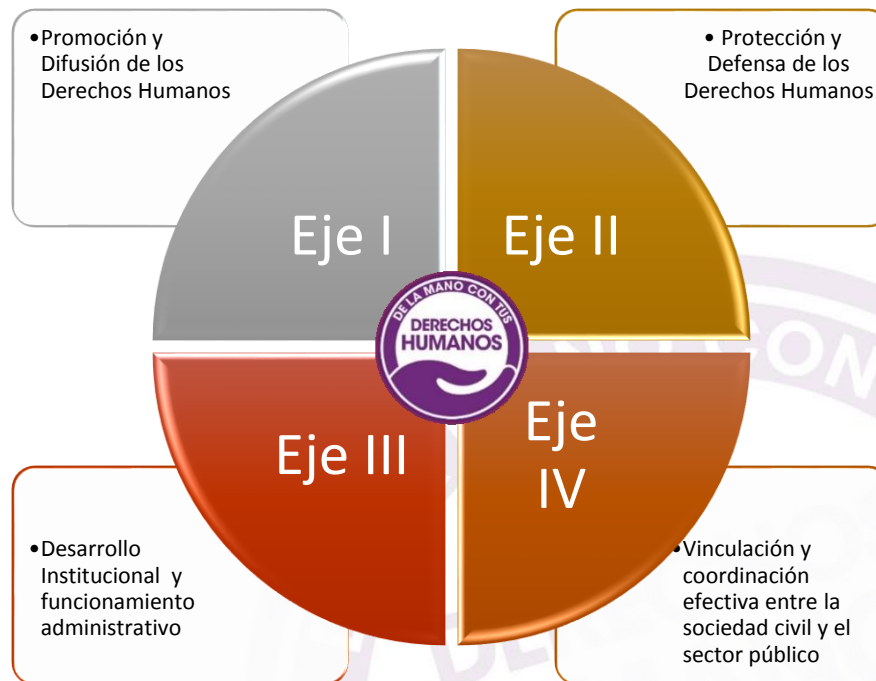 •Promoción y
Difusión de los
Derechos Humanos
• Protección y
Defensa de los
Derechos Humanos
Eje I
Eje II
DE LA MANO CON TUS
DERECHOS
HUMANOS
Eje III
Eje
IV
•Desarrollo
Institucional y
funcionamiento
administrativo
•Vinculación y
coordinación
efectiva entre la
sociedad civil y el
sector público